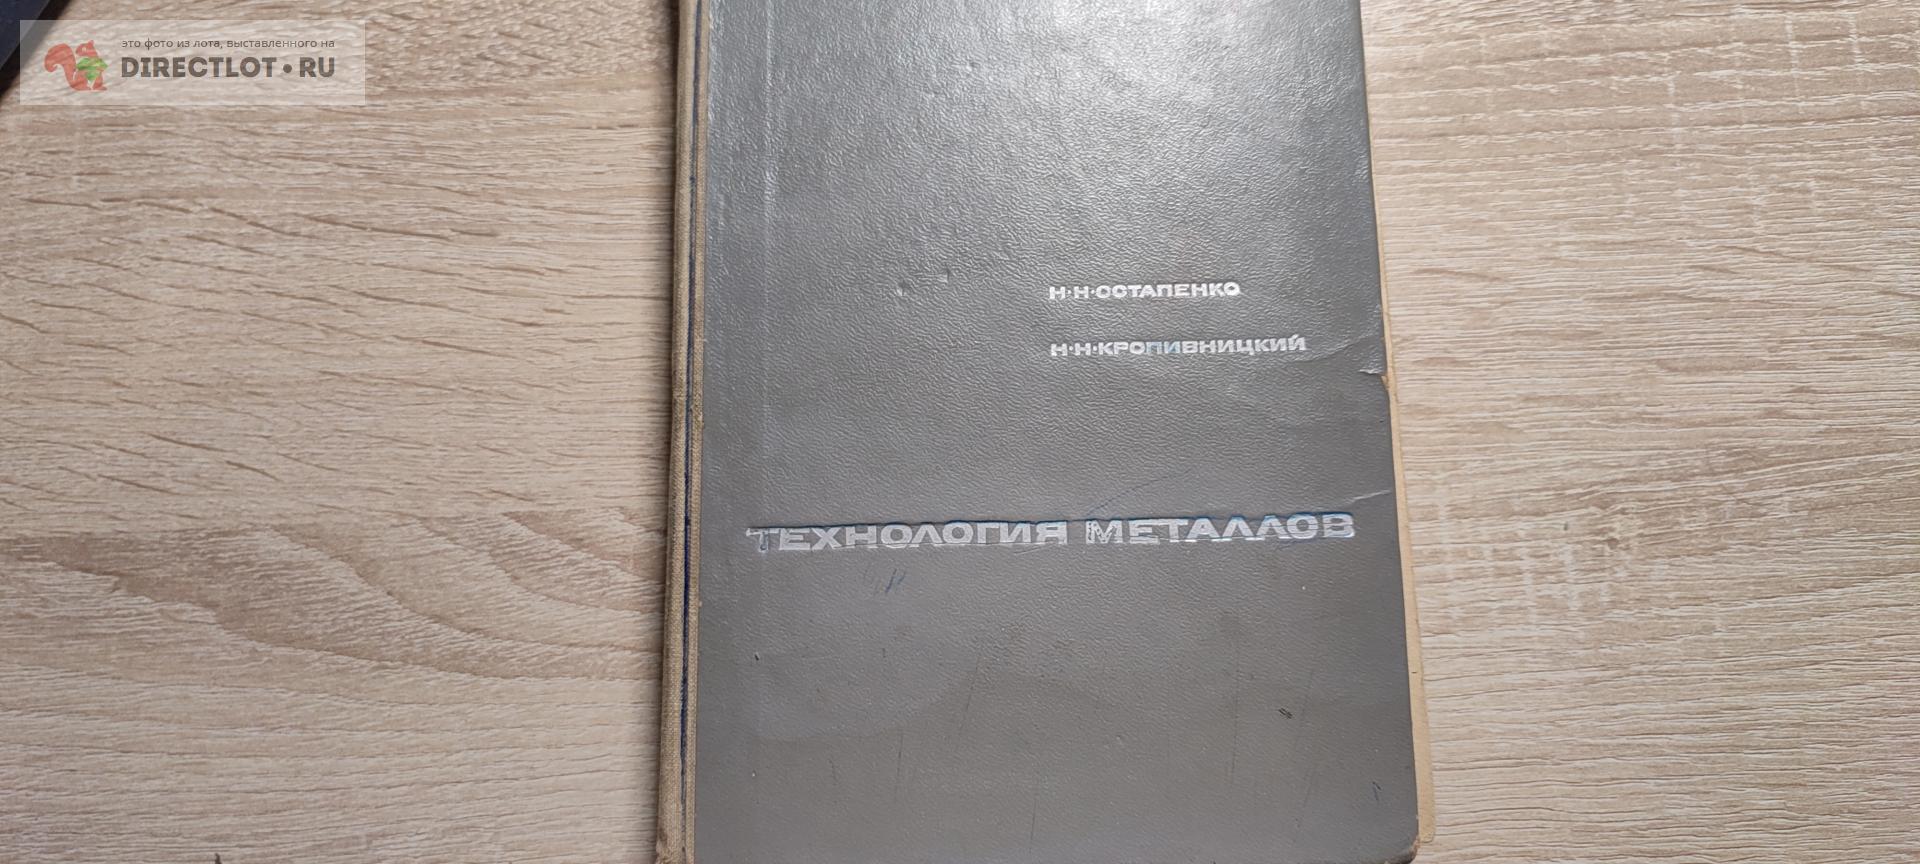 это фото из лота, выставленного на
DIRECTLOT•RU
Н·Н·ОСТАПЕНКО
Н·Н·КРОПИВНИЦКИЙ
ТЕХНОЛОГИЯ МЕТАЛЛОВ